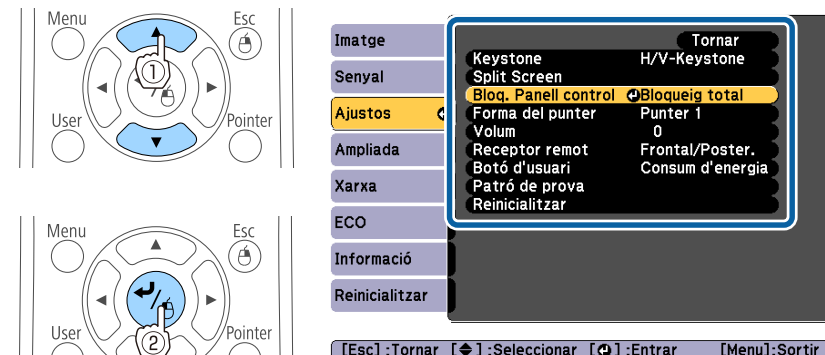 Menu
Esc
①
User
Pointer
Menu
Esc
User
Pointer
②
Imatge
Senyal
Ajustos
Ampliada
Xarxa
ECO
Informació
Reinicialitzar
Tornar
Keystone H/V-Keystone
Split Screen
Bloq. Panell control Bloqueig total
Forma del punter Punter 1
Volum 0
Receptor remot Frontal/Poster.
Botó d'usuari Consum d'energia
Patró de prova
Reinicialitzar
[Esc] :Tornar [◆] :Seleccionar [⏎] :Entrar [Menu]:Sortir